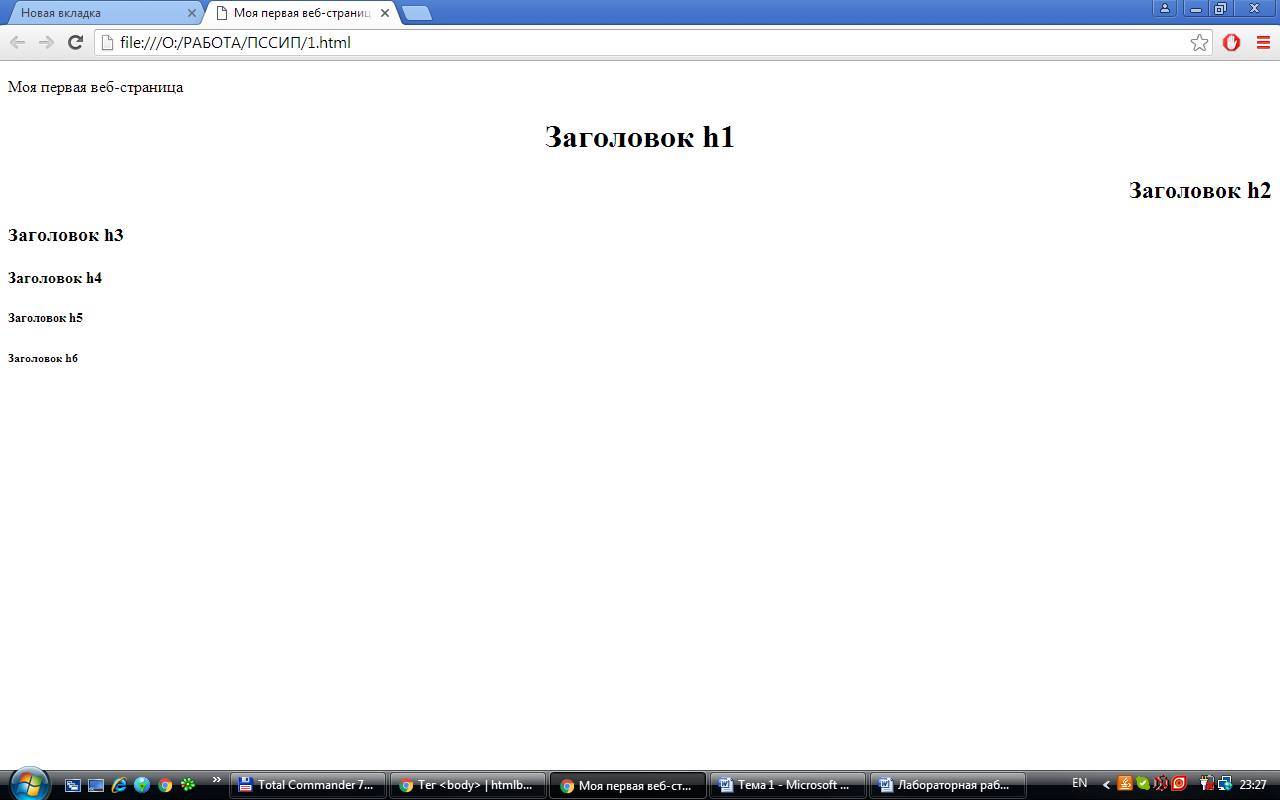 Новая вкладка
Моя первая веб-страниц
file:///O:/РАБОТА/ПССИП/1.html
Моя первая веб-страница
Заголовок h1
Заголовок h2
Заголовок h3
Заголовок h4
Заголовок h5
Заголовок h6
Total Commander 7...
Тег <body> | htmlb...
Моя первая веб-ст...
Тема 1 - Microsoft ...
Лабораторная раб...
EN
23:27